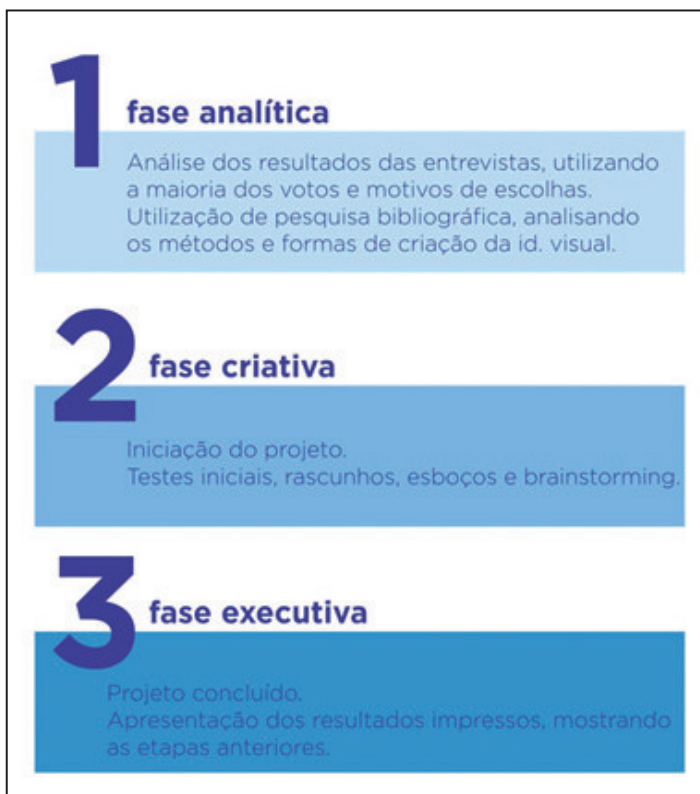 1
fase analítica
Análise dos resultados das entrevistas, utilizando
a maioria dos votos e motivos de escolhas.
Utilização de pesquisa bibliográfica, analisando
os métodos e formas de criação da id. visual.
2
fase criativa
Iniciação do projeto.
Testes iniciais, rascunhos, esboços e brainstorming.
3
fase executiva
Projeto concluído.
Apresentação dos resultados impressos, mostrando
as etapas anteriores.